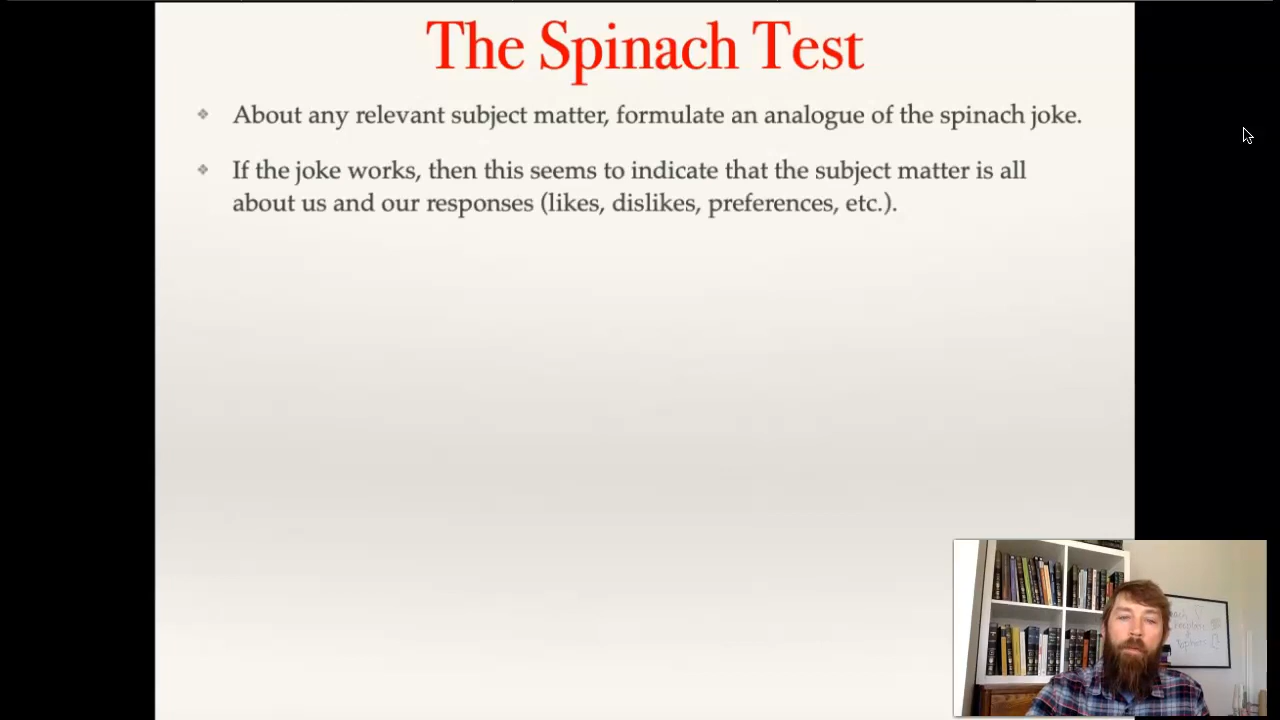 The Spinach Test
About any relevant subject matter, formulate an analogue of the spinach joke.
If the joke works, then this seems to indicate that the subject matter is all
about us and our responses (likes, dislikes, preferences, etc.).